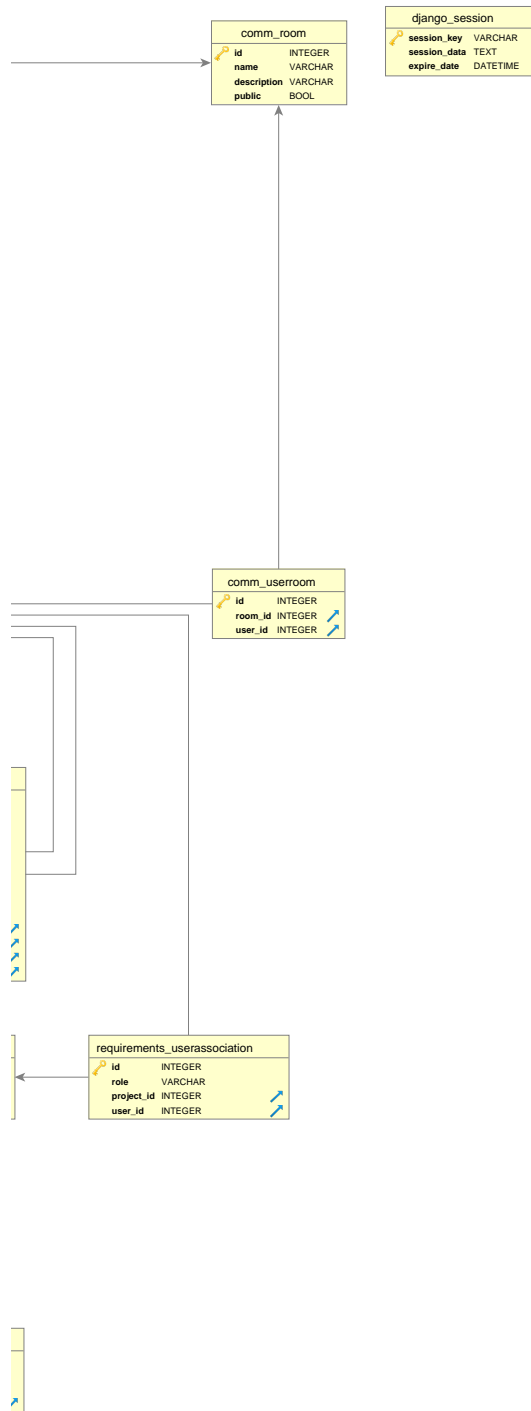 comm_room
id INTEGER
name VARCHAR
description VARCHAR
public BOOL
django_session
session_key VARCHAR
session_data TEXT
expire_date DATETIME
comm_userroom
id INTEGER
room_id INTEGER
user_id INTEGER
requirements_userassociation
id INTEGER
role VARCHAR
project_id INTEGER
user_id INTEGER